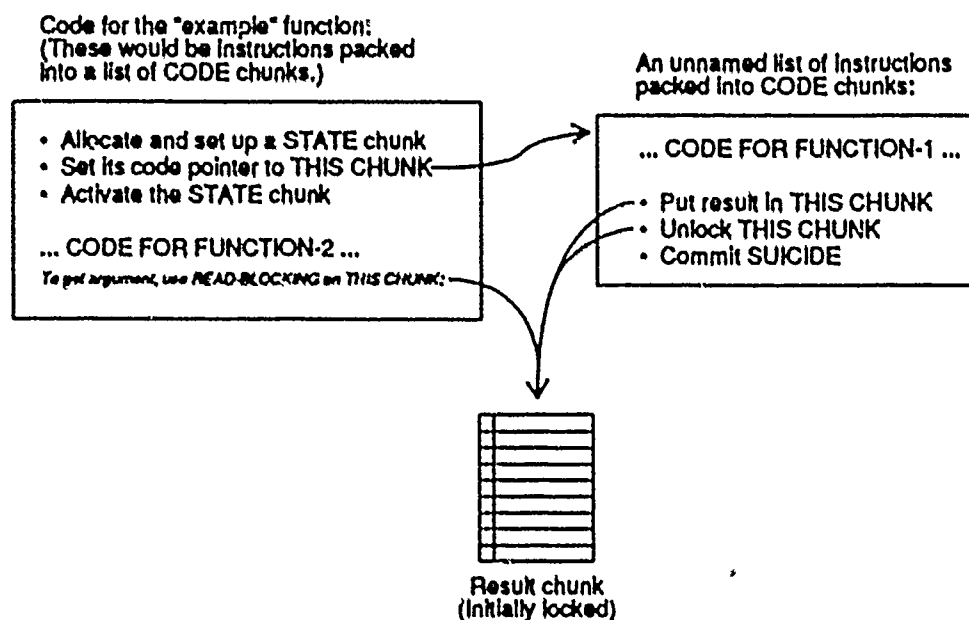 Code for the "example" function:
(These would be instructions packed
into a list of CODE chunks.)
• Allocate and set up a STATE chunk
• Set its code pointer to THIS CHUNK
• Activate the STATE chunk
... CODE FOR FUNCTION-2 ...
To get argument, use READ-BLOCKING on THIS CHUNK:
An unnamed list of instructions
packed into CODE chunks:
... CODE FOR FUNCTION-1 ...
• Put result in THIS CHUNK
• Unlock THIS CHUNK
• Commit SUICIDE
Result chunk
(Initially locked)